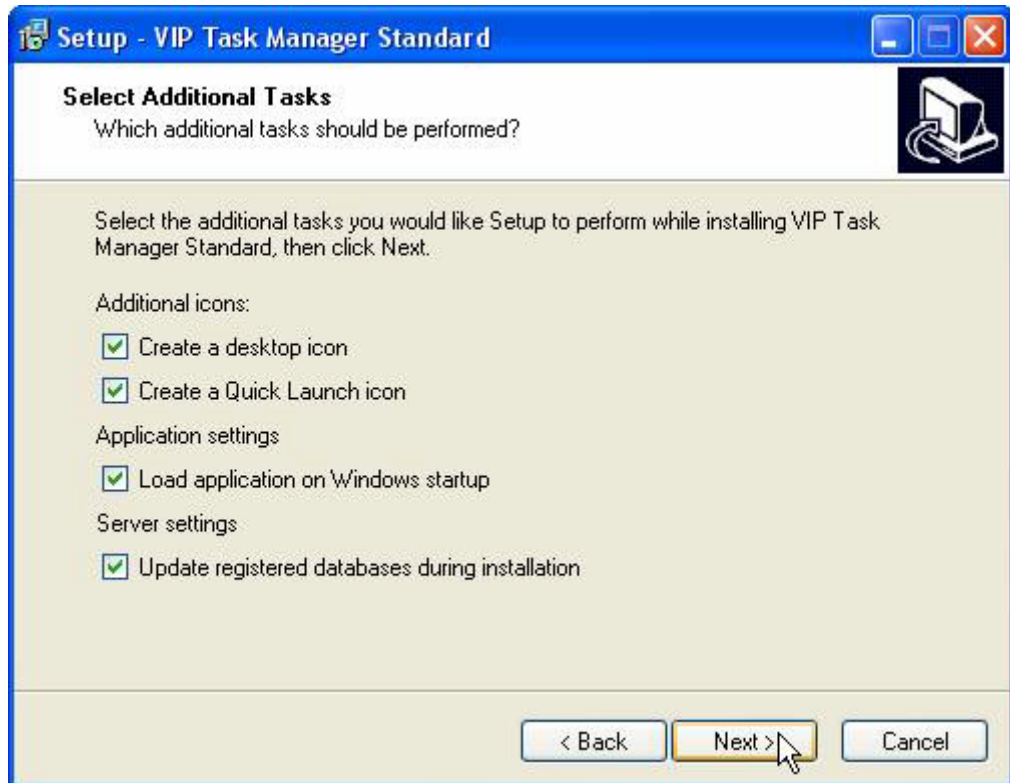 Setup - VIP Task Manager Standard
Select Additional Tasks
Which additional tasks should be performed?
Select the additional tasks you would like Setup to perform while installing VIP Task
Manager Standard, then click Next.
Additional icons:
Create a desktop icon
Create a Quick Launch icon
Application settings
Load application on Windows startup
Server settings
Update registered databases during installation
< Back
Next >
Cancel